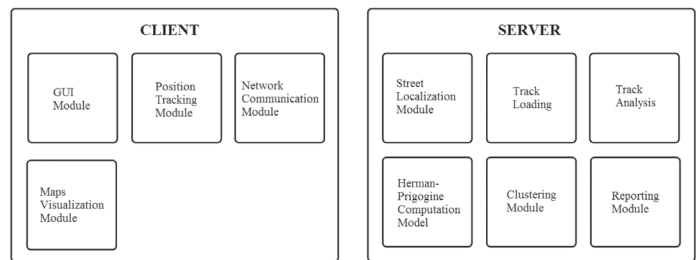 CLIENT
GUI
Module
Position
Tracking
Module
Network
Communication
Module
Maps
Visualization
Module
SERVER
Street
Localization
Module
Track
Loading
Track
Analysis
Herman-
Prigogine
Computation
Model
Clustering
Module
Reporting
Module